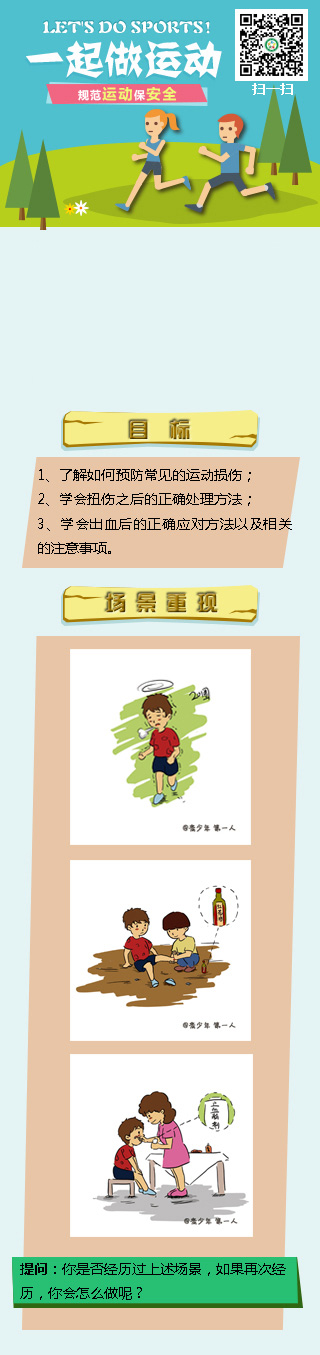 LET'S DO SPORTS!
一起做运动
规范运动保安全
扫一扫
目 标
1、了解如何预防常见的运动损伤；
2、学会扭伤之后的正确处理方法；
3、学会出血后的正确应对方法以及相关
的注意事项。
场景重现
@青少年 第一人
@青少年 第一人
@青少年 第一人
提问：你是否经历过上述场景，如果再次经
历，你会怎么做呢？